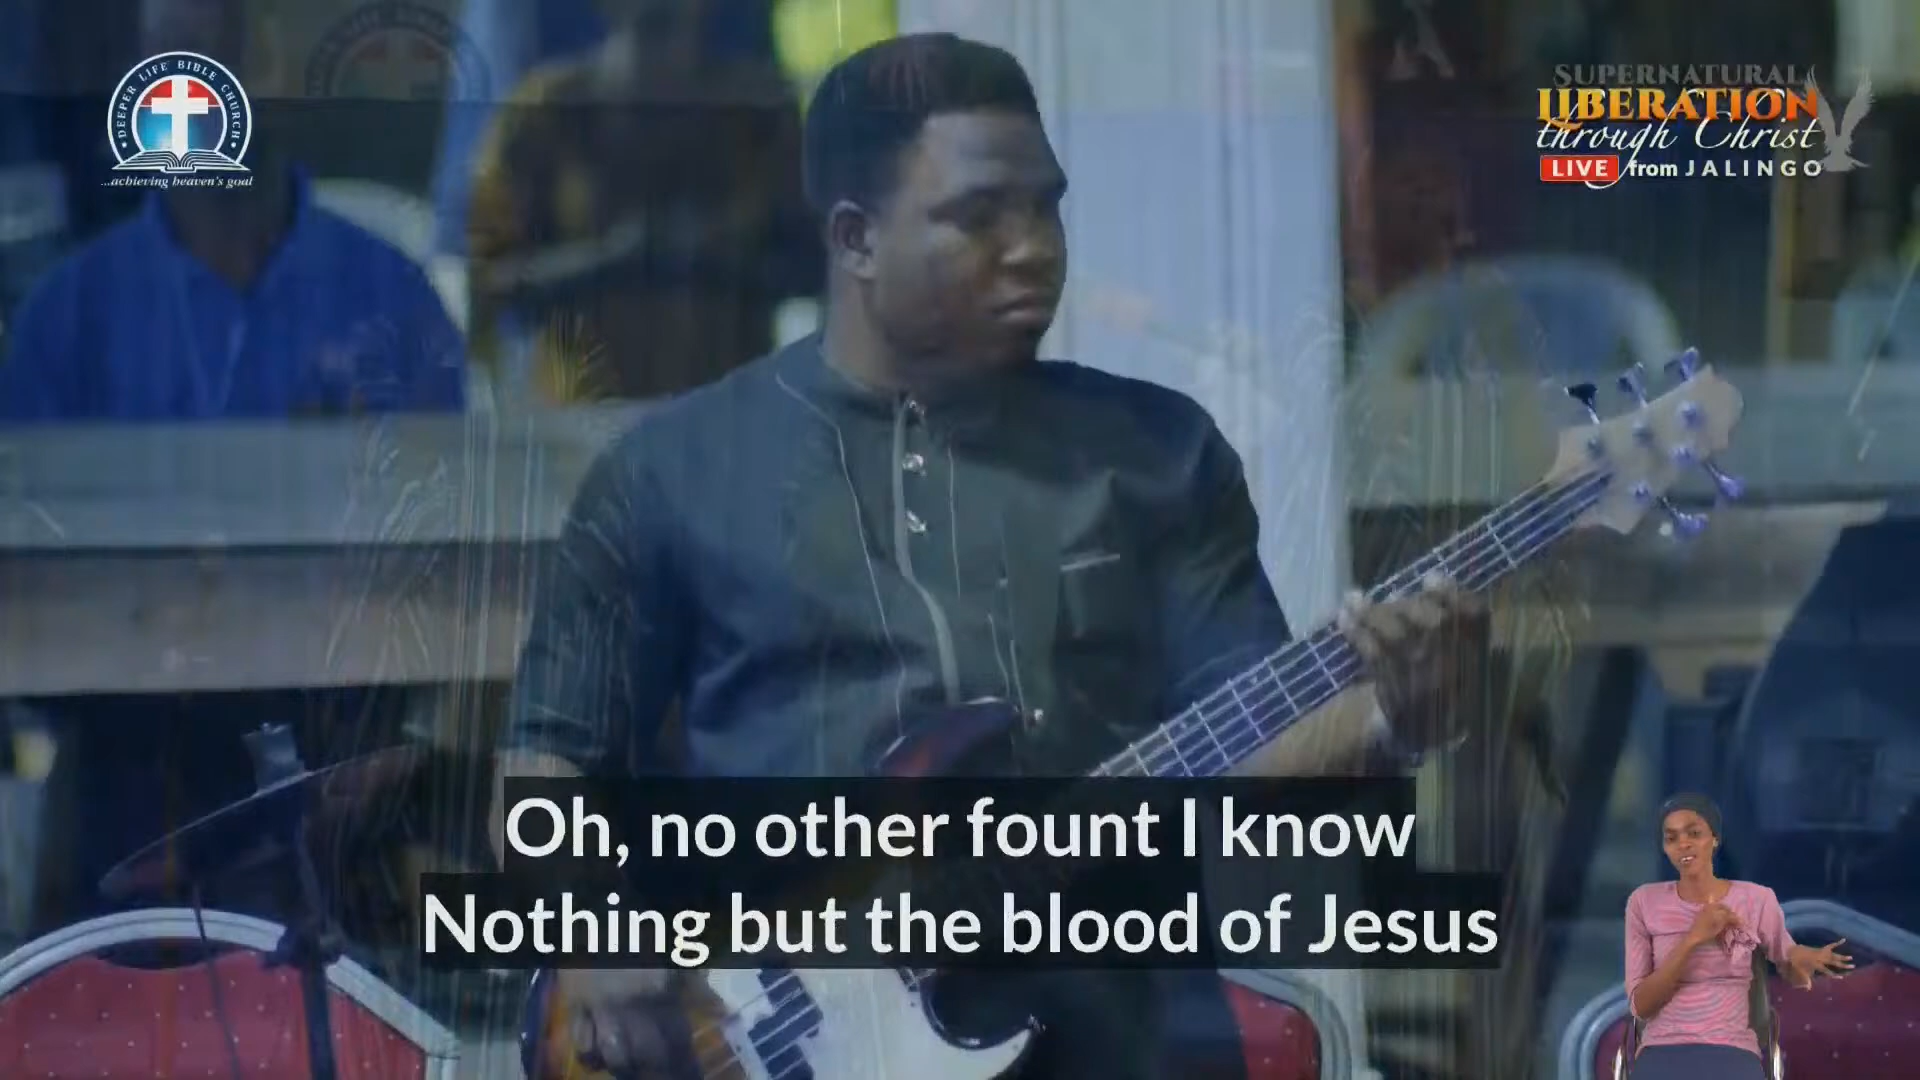 DEEPER LIFE BIBLE CHURCH
...achieving heaven's goal
SUPERNATURAL
LIBERATION
through Christ
LIVE from JALINGO
Oh, no other fount I know
Nothing but the blood of Jesus